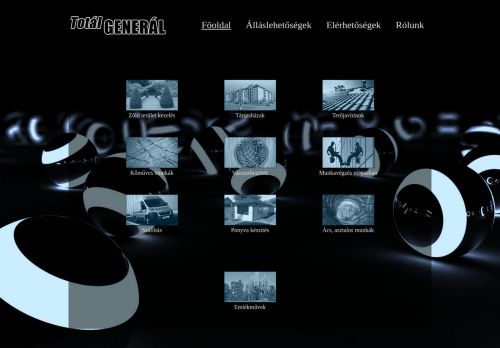 Totál GENERÁL
Főoldal Álláslehetőségek Elérhetőségek Rólunk
Zöld terület kezelés Társasházak Tetőjavítások
Kőműves munkák Vasszerkezetek Munkavégzés magasban
Szállítás Ponyva készítés Ács, asztalos munkák
Emlékművek